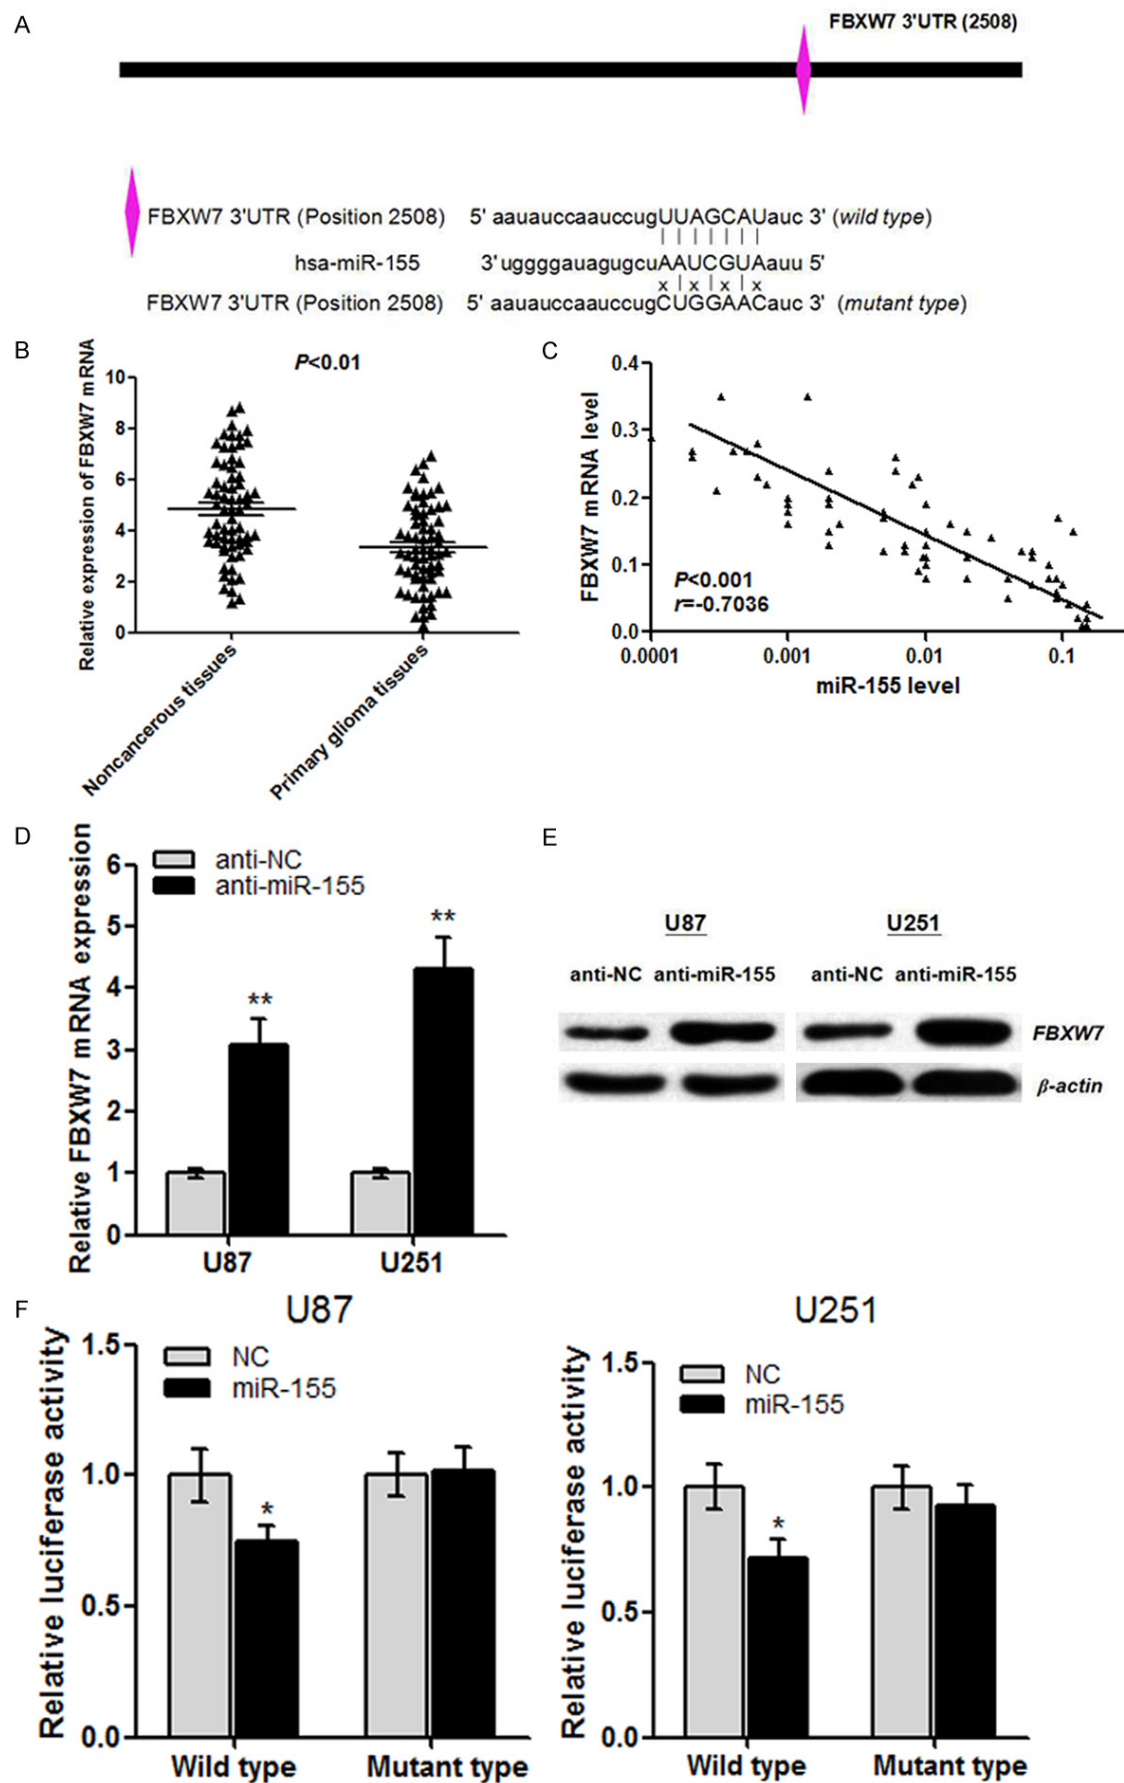 A
FBXW7 3'UTR (2508)
FBXW7 3'UTR (Position 2508) 5' aauauccaauccugUUAGCAUauc 3' (wild type)
hsa-miR-155 3'uggggauagugcuAAUCGUAauu 5'
x | x | x | x
FBXW7 3'UTR (Position 2508) 5' aauauccaauccugCUGGAACauc 3' (mutant type)
B
Relative expression of FBXW7 mRNA
P<0.01
10
8
6
4
2
0
Noncancerous tissues
Primary glioma tissues
C
FBXW7 mRNA level
0.4
0.3
0.2
0.1
0.0
P<0.001
r=-0.7036
0.0001 0.001 0.01 0.1
miR-155 level
D
Relative FBXW7 mRNA expression
anti-NC
anti-miR-155
6
5
4
3
2
1
0
**
**
U87 U251
E
U87 U251
anti-NC anti-miR-155 anti-NC anti-miR-155
FBXW7
β-actin
F
U87
Relative luciferase activity
NC
miR-155
1.5
1.0
0.5
0.0
*
Wild type Mutant type
U251
Relative luciferase activity
NC
miR-155
1.5
1.0
0.5
0.0
*
Wild type Mutant type